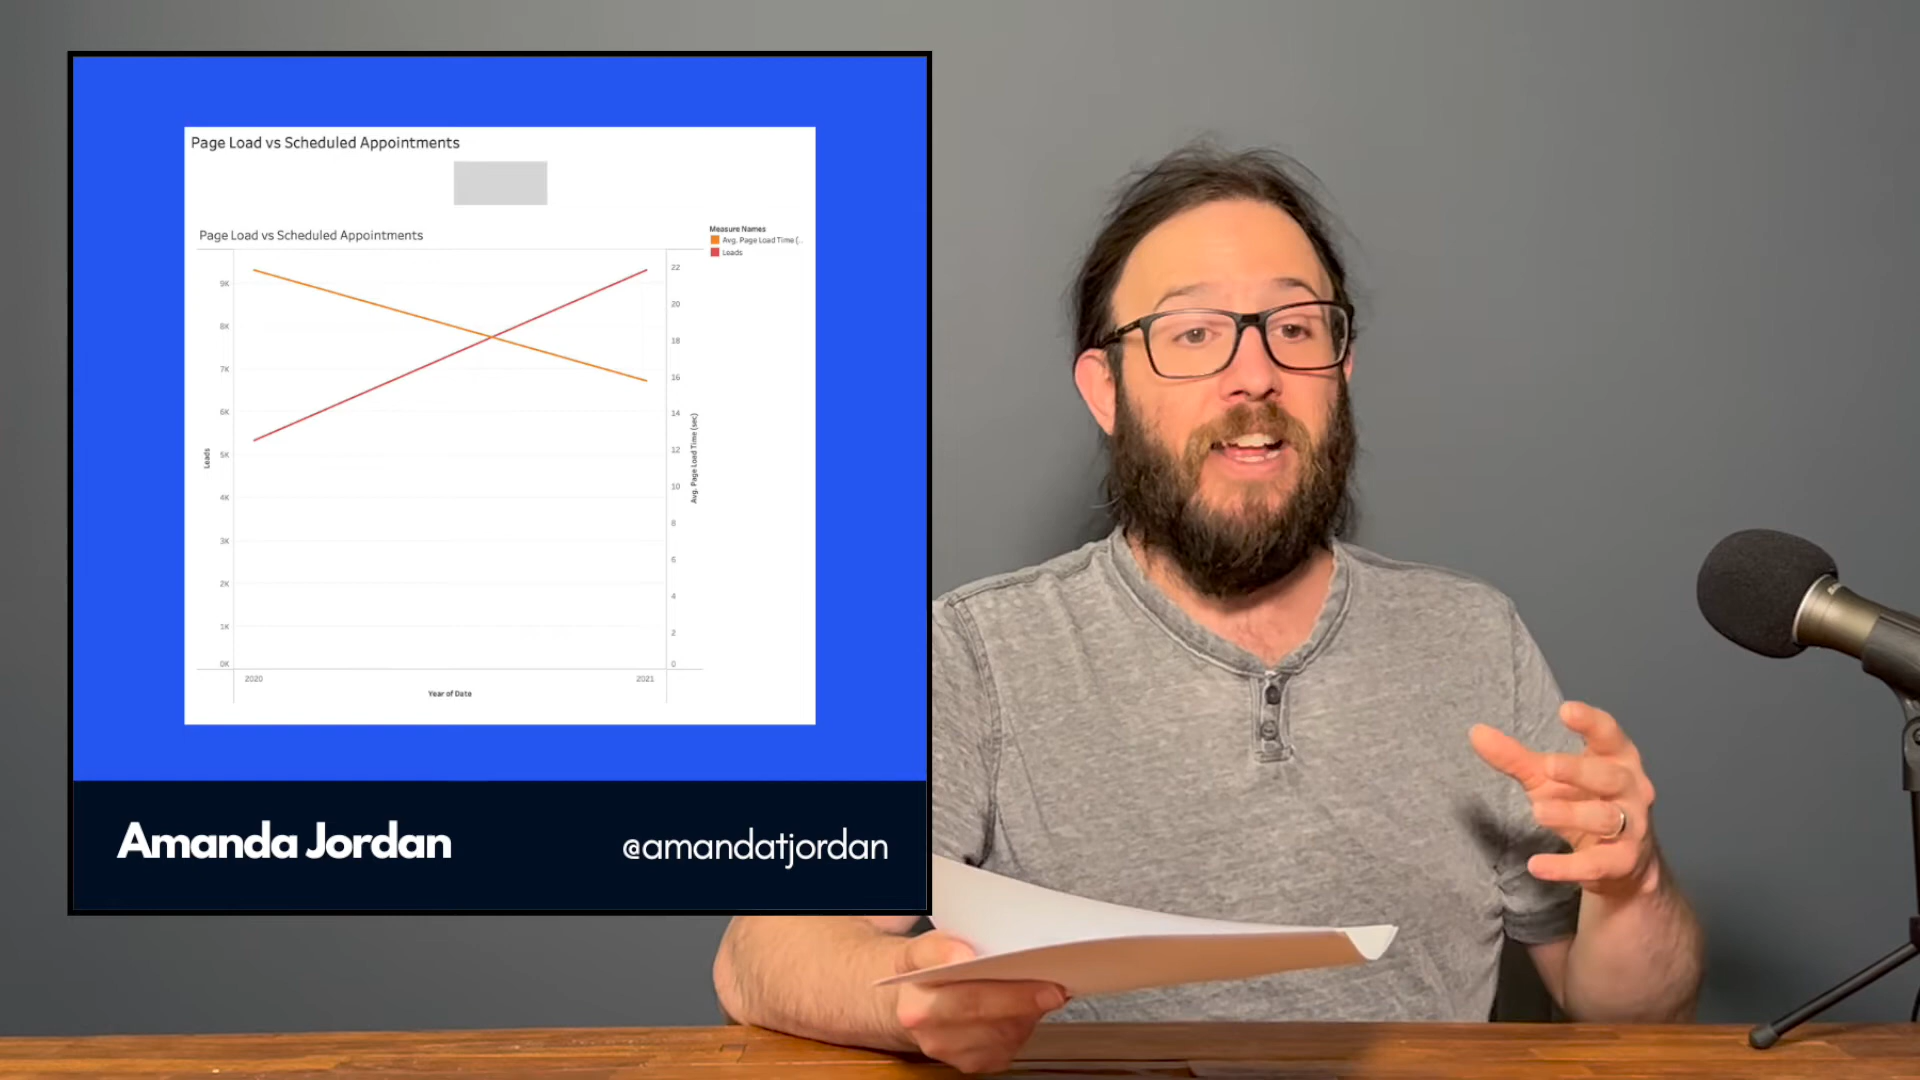 Page Load vs Scheduled Appointments
Page Load vs Scheduled Appointments
Measure Names
Avg. Page Load Time (..
Leads
9K
8K
7K
6K
5K
4K
3K
2K
1K
0K
Leads
22
20
18
16
14
12
10
8
6
4
2
0
Avg. Page Load Time (sec)
2020
2021
Year of Date
Amanda Jordan
@amandatjordan